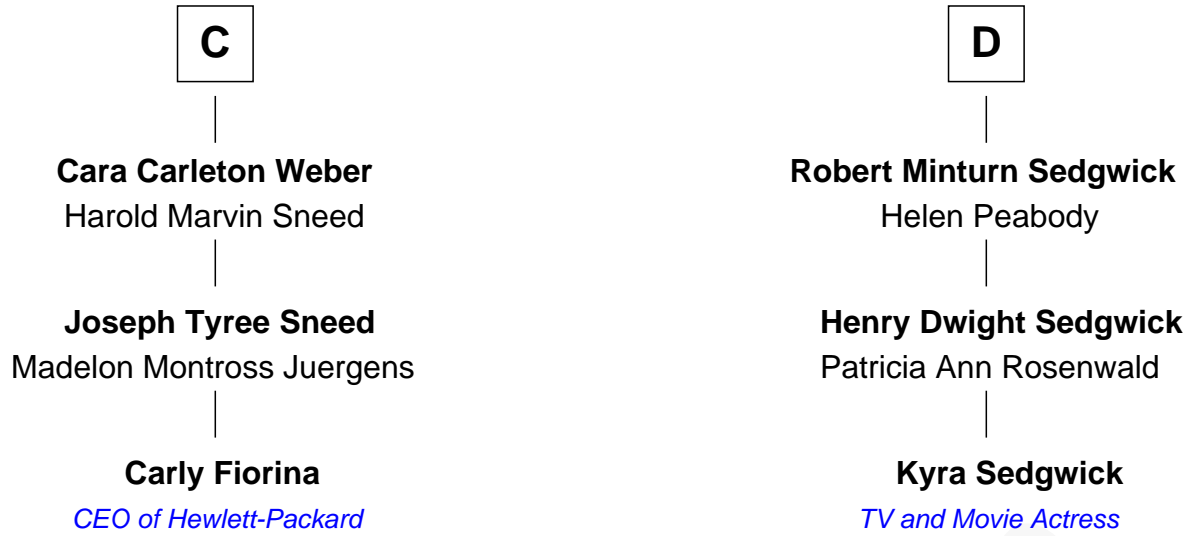 C
Cara Carleton Weber
Harold Marvin Sneed
Joseph Tyree Sneed
Madelon Montross Juergens
Carly Fiorina
CEO of Hewlett-Packard
D
Robert Minturn Sedgwick
Helen Peabody
Henry Dwight Sedgwick
Patricia Ann Rosenwald
Kyra Sedgwick
TV and Movie Actress